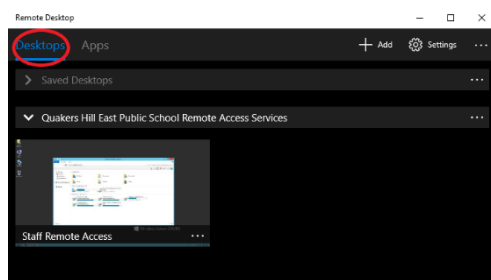 Remote Desktop
Desktops Apps + Add Settings ...
Saved Desktops ...
Quakers Hill East Public School Remote Access Services ...
Staff Remote Access ...